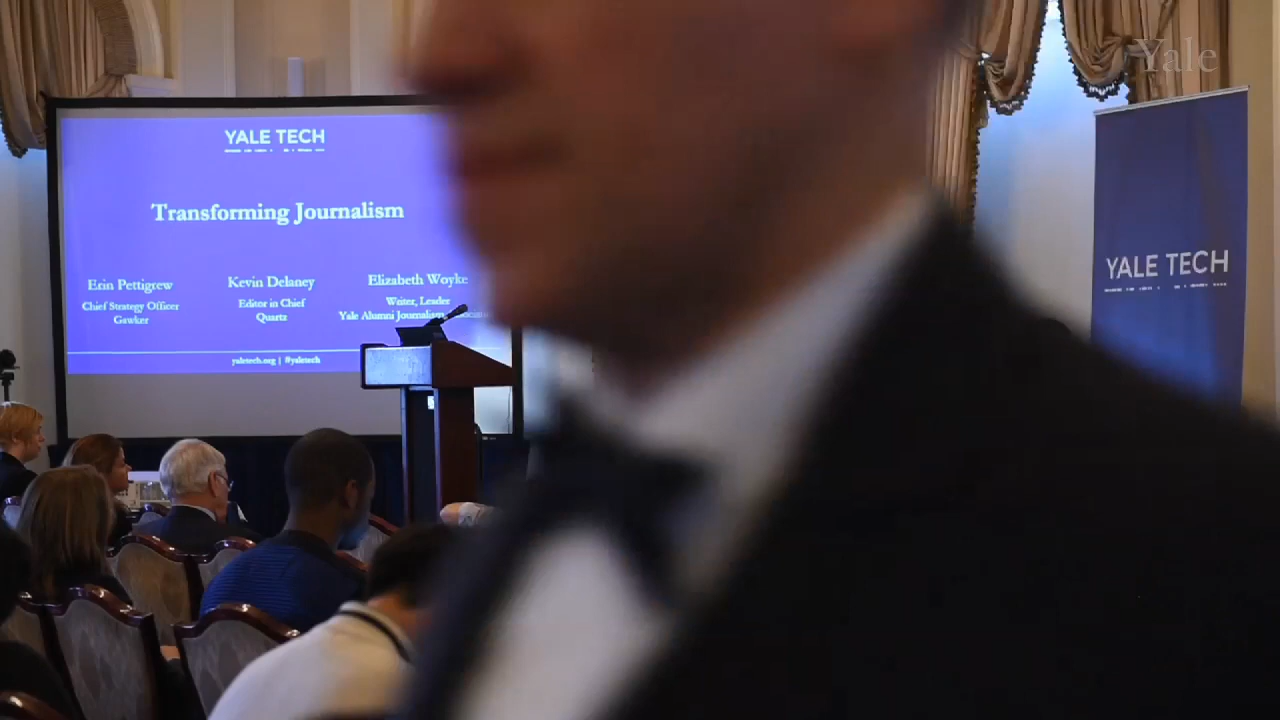 Yale
YALE TECH
Transforming Journalism
Erin Pettigrew
Chief Strategy Officer
Gawker
Kevin Delaney
Editor in Chief
Quartz
Elizabeth Woyke
Writer, Leader
Yale Alumni Journalism
yaletech.org | #yaletech
YALE TECH